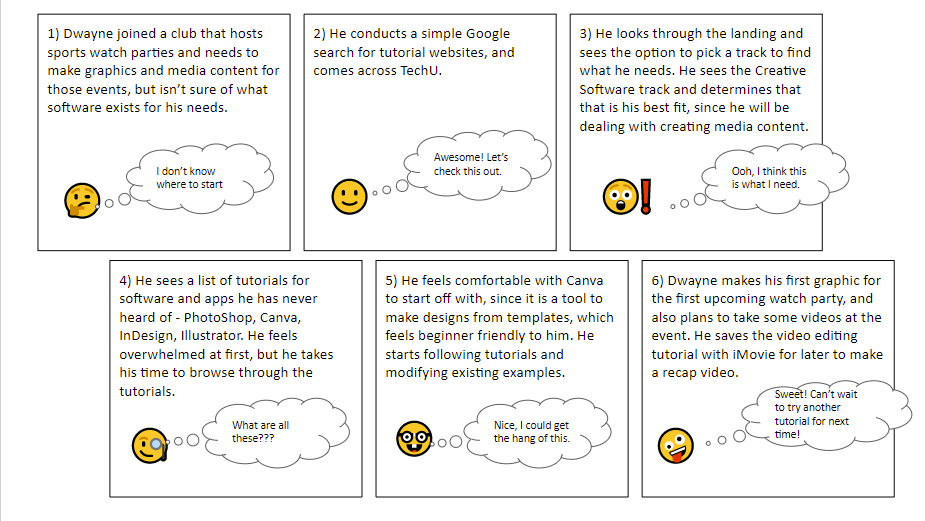 1) Dwayne joined a club that hosts
sports watch parties and needs to
make graphics and media content for
those events, but isn't sure of what
software exists for his needs.
I don't know
where to start
2) He conducts a simple Google
search for tutorial websites, and
comes across TechU.
Awesome! Let's
check this out.
3) He looks through the landing and
sees the option to pick a track to find
what he needs. He sees the Creative
Software track and determines that
that is his best fit, since he will be
dealing with creating media content.
Ooh, I think this
is what I need.
4) He sees a list of tutorials for
software and apps he has never
heard of - PhotoShop, Canva,
InDesign, Illustrator. He feels
overwhelmed at first, but he takes
his time to browse through the
tutorials.
What are all
these???
5) He feels comfortable with Canva
to start off with, since it is a tool to
make designs from templates, which
feels beginner friendly to him. He
starts following tutorials and
modifying existing examples.
Nice, I could get
the hang of this.
6) Dwayne makes his first graphic for
the first upcoming watch party, and
also plans to take some videos at the
event. He saves the video editing
tutorial with iMovie for later to make
a recap video.
Sweet! Can't wait
to try another
tutorial for next
time!